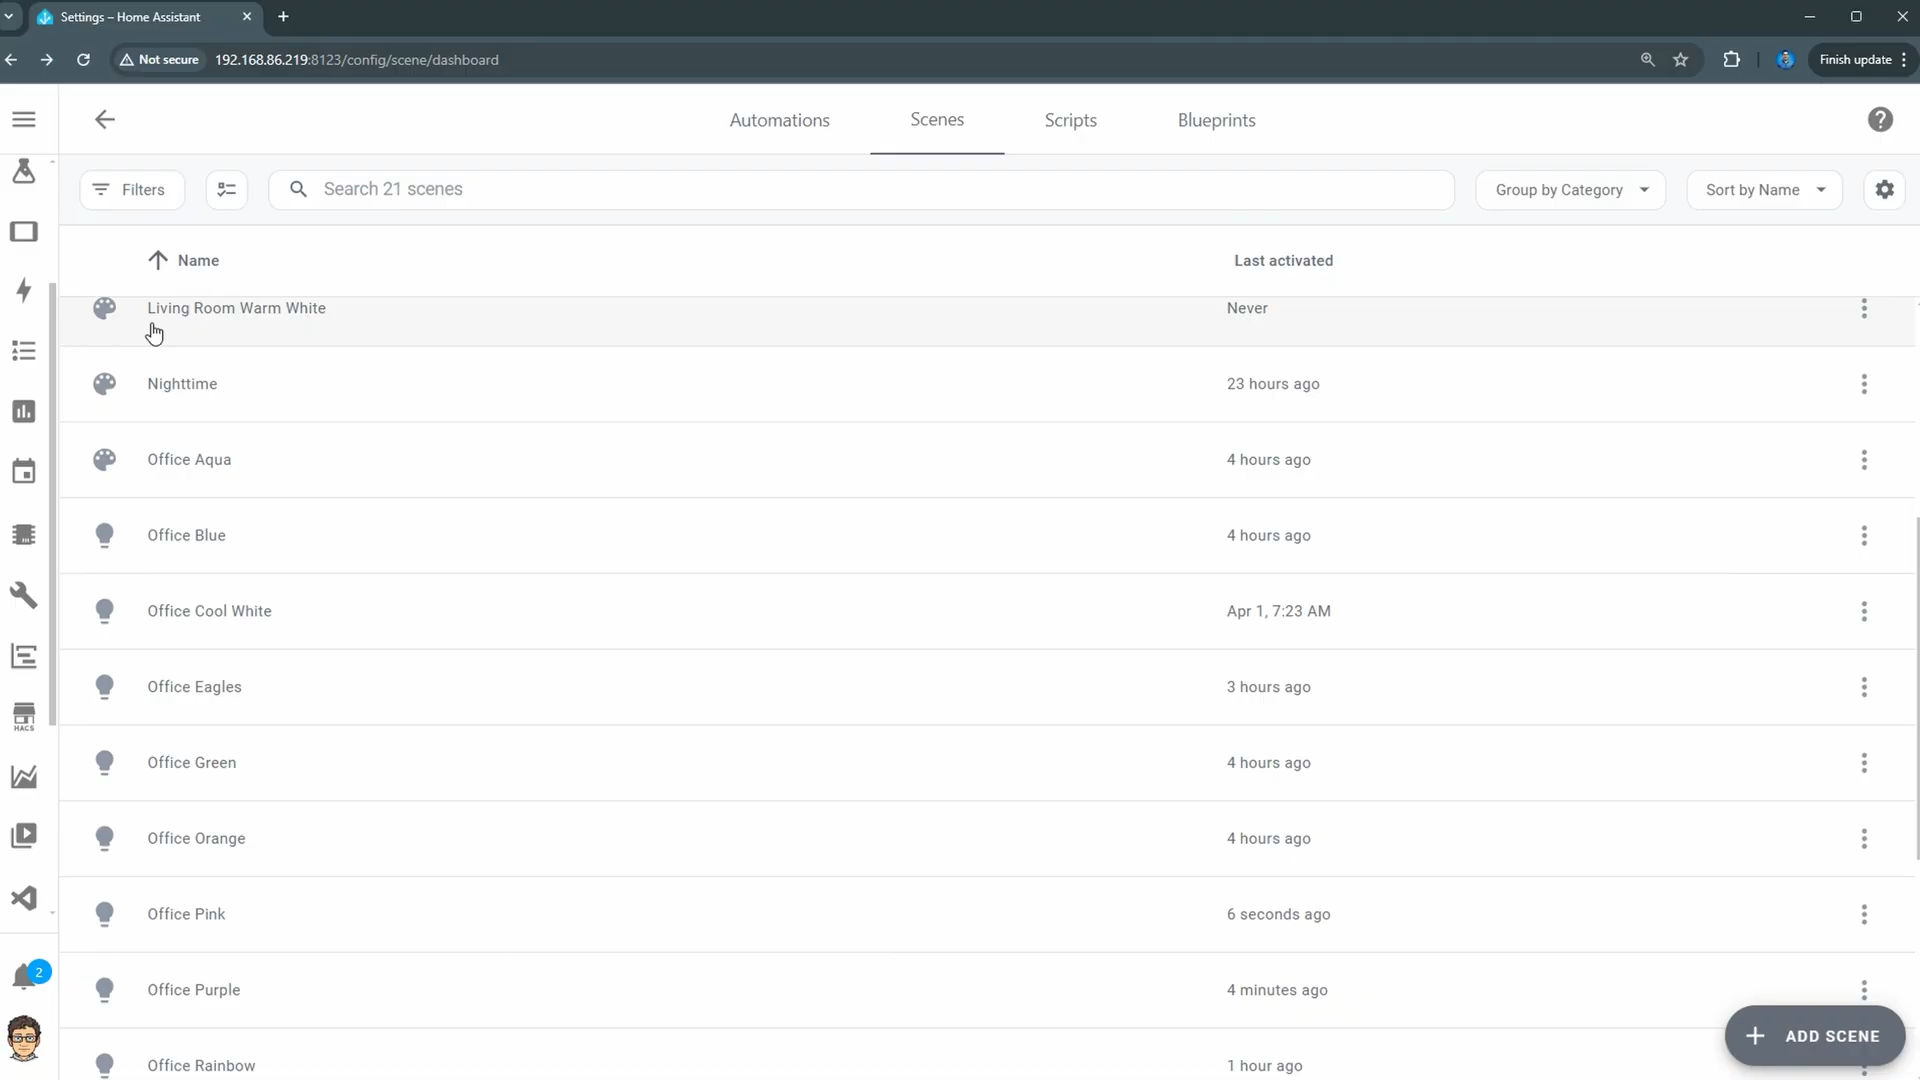 Settings – Home Assistant
Not secure
192.168.86.219:8123/config/scene/dashboard
Finish update
Automations
Scenes
Scripts
Blueprints
Filters
Search 21 scenes
Group by Category
Sort by Name
Name
Last activated
Living Room Warm White
Never
Nighttime
23 hours ago
Office Aqua
4 hours ago
Office Blue
4 hours ago
Office Cool White
Apr 1, 7:23 AM
Office Eagles
3 hours ago
HACS
Office Green
4 hours ago
Office Orange
4 hours ago
Office Pink
6 seconds ago
2
Office Purple
4 minutes ago
ADD SCENE
Office Rainbow
1 hour ago